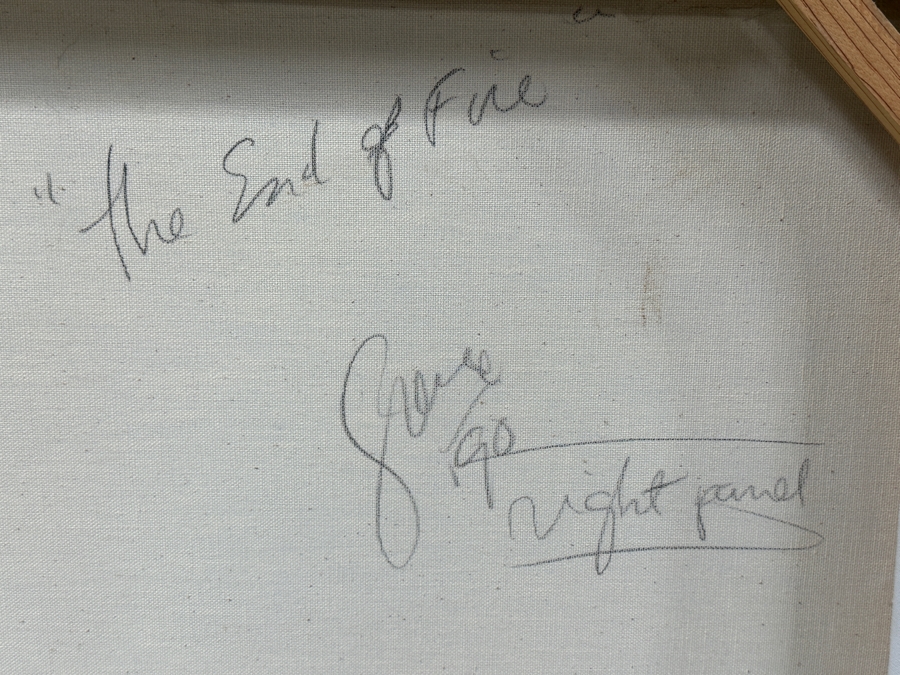 "The End of Fire"
'90
right panel